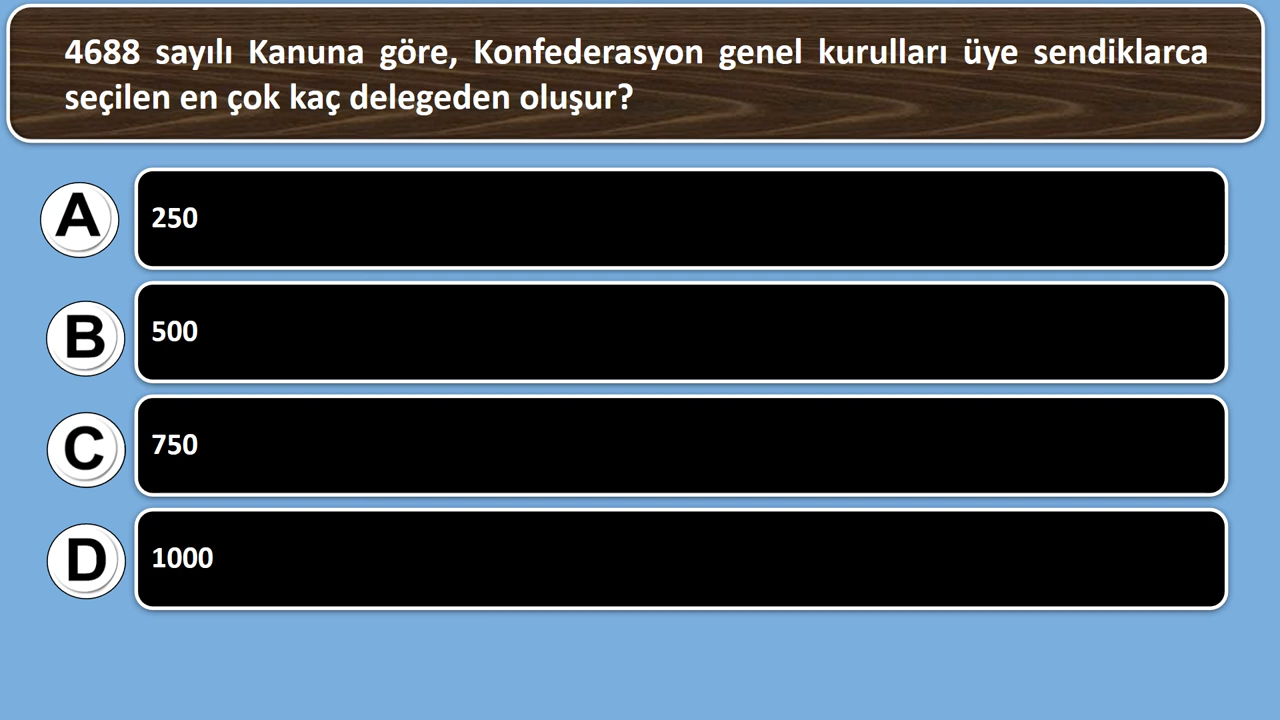 4688 sayılı Kanuna göre, Konfederasyon genel kurulları üye sendiklarca
seçilen en çok kaç delegeden oluşur?
A 250
B 500
C 750
D 1000